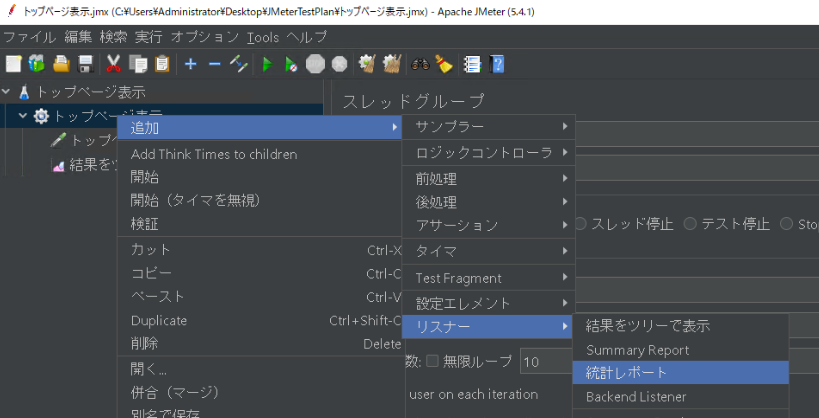 トップページ表示.jmx (C:¥Users¥Administrator¥Desktop¥JMeterTestPlan¥トップページ表示.jmx) - Apache JMeter (5.4.1)
ファイル 編集 検索 実行 オプション Tools ヘルプ
トップページ表示
トップページ表示
トップペ
結果をツ
スレッドグループ
追加
Add Think Times to children
開始
開始（タイマを無視）
検証
カット Ctrl-X
コピー Ctrl-C
ペースト Ctrl-V
Duplicate Ctrl+Shift-C
削除 Delete
開く...
併合（マージ）
別名で保存
サンプラー
ロジックコントローラ
前処理
後処理
アサーション
タイマ
Test Fragment
設定エレメント
リスナー
スレッド停止 テスト停止 Sto
結果をツリーで表示
Summary Report
統計レポート
Backend Listener
数: 無限ループ 10
user on each iteration